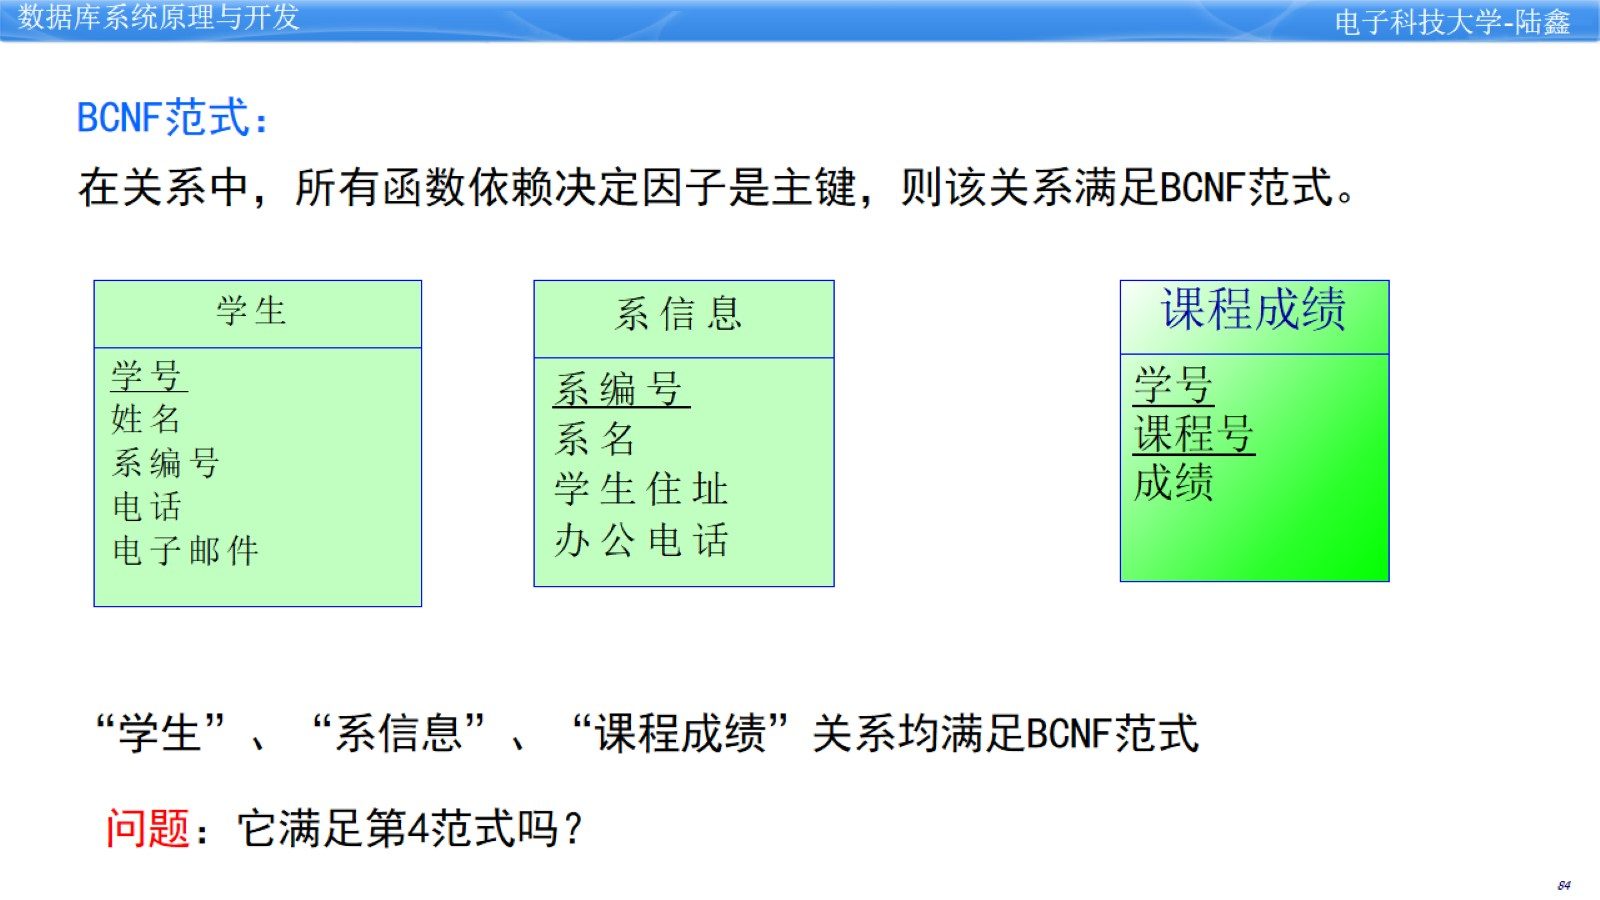 数据库系统原理与开发
电子科技大学-陆鑫
BCNF范式：
在关系中，所有函数依赖决定因子是主键，则该关系满足BCNF范式。
学生
学号
姓名
系编号
电话
电子邮件
系信息
系编号
系名
学生住址
办公电话
课程成绩
学号
课程号
成绩
“学生”、“系信息”、“课程成绩”关系均满足BCNF范式
问题：它满足第4范式吗？
84